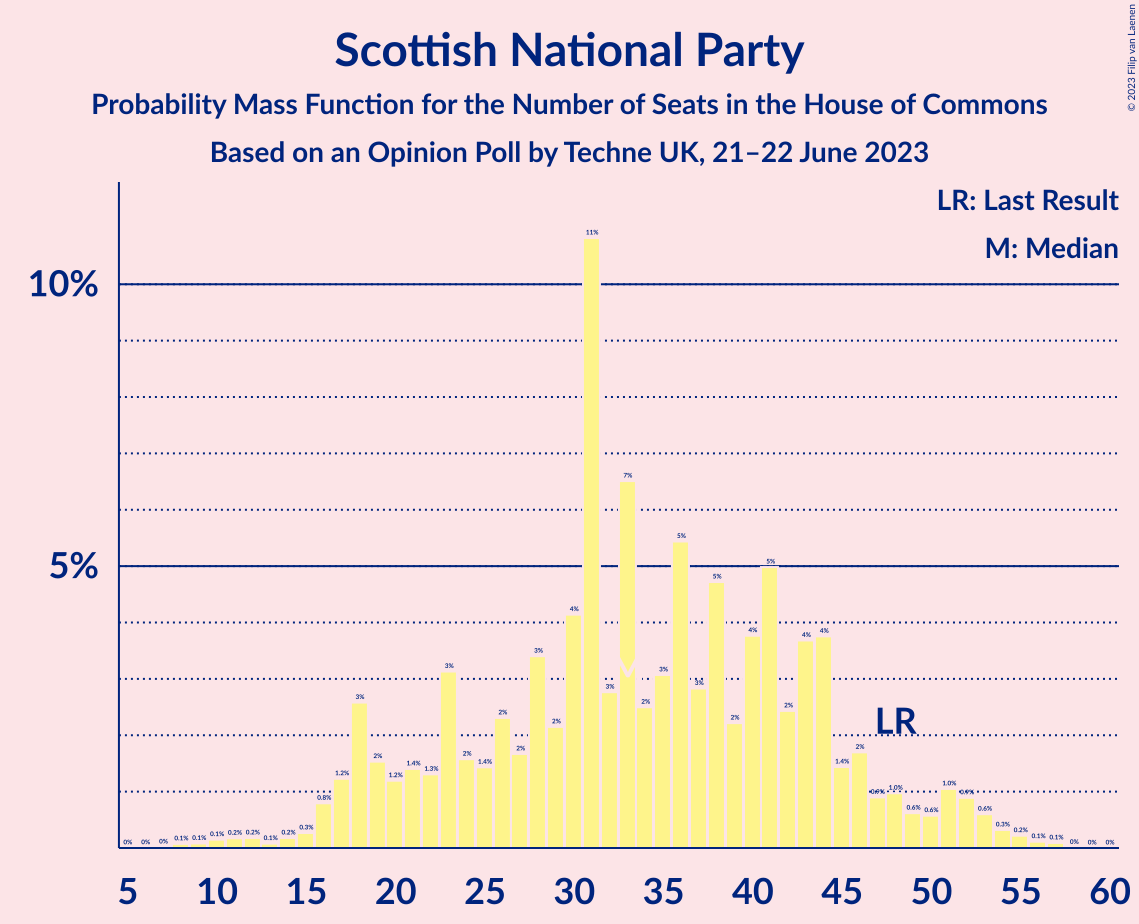 Scottish National Party
Probability Mass Function for the Number of Seats in the House of Commons
Based on an Opinion Poll by Techne UK, 21–22 June 2023
© 2023 Filip van Laenen
LR: Last Result
M: Median
10%
5%
0% 0% 0% 0.1% 0.1% 0.1% 0.2% 0.2% 0.1% 0.2% 0.3% 0.8% 1.2% 3% 2% 1.2% 1.4% 1.3% 3% 2% 1.4% 2% 2% 3% 2% 4% 11% 3% 7% 2% 3% 5% 3% 5% 2% 4% 5% 2% 4% 4% 1.4% 2% 0.9% 1.0% 0.6% 0.6% 1.0% 0.9% 0.6% 0.3% 0.2% 0.1% 0.1% 0% 0% 0%
LR
5 10 15 20 25 30 35 40 45 50 55 60